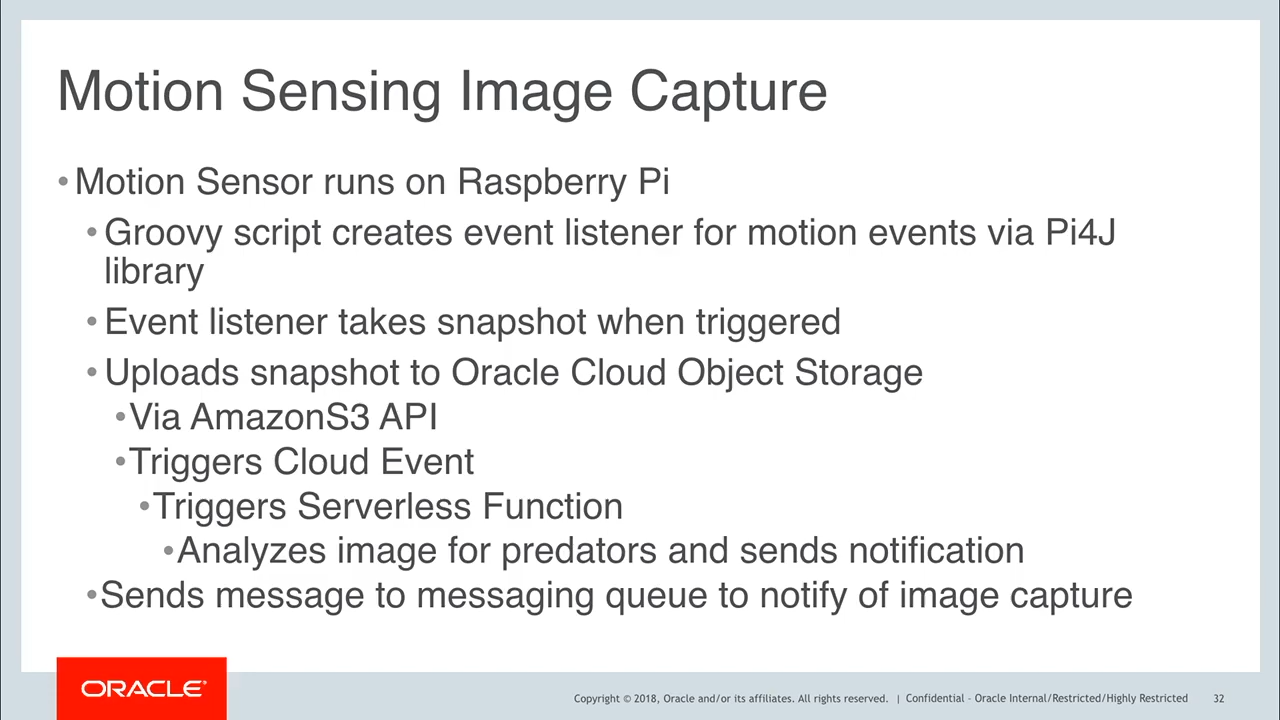 Motion Sensing Image Capture
•Motion Sensor runs on Raspberry Pi
•Groovy script creates event listener for motion events via Pi4J
library
•Event listener takes snapshot when triggered
•Uploads snapshot to Oracle Cloud Object Storage
•Via AmazonS3 API
•Triggers Cloud Event
•Triggers Serverless Function
•Analyzes image for predators and sends notification
•Sends message to messaging queue to notify of image capture
ORACLE®
Copyright © 2018, Oracle and/or its affiliates. All rights reserved. | Confidential – Oracle Internal/Restricted/Highly Restricted 32